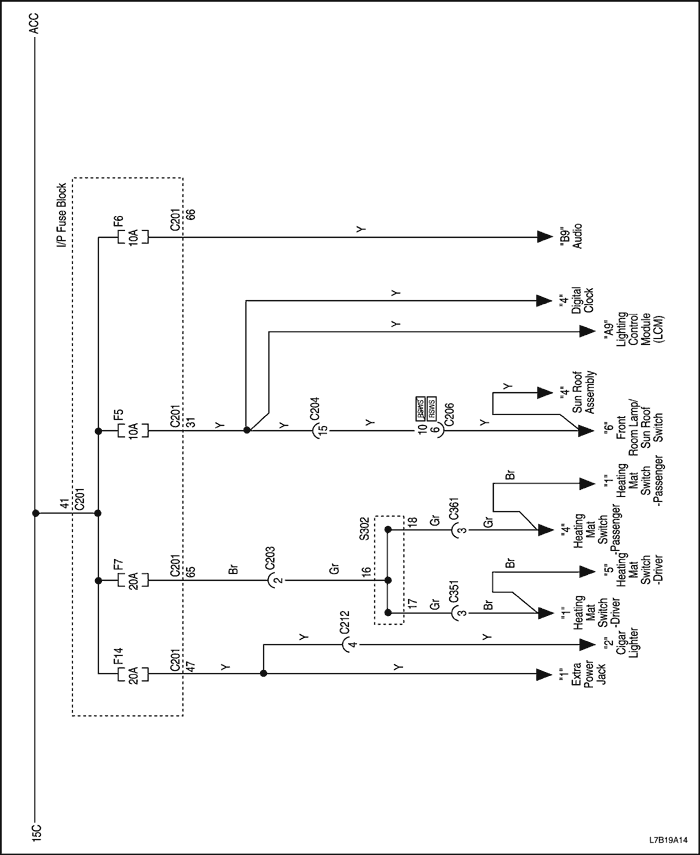 15C
ACC
I/P Fuse Block
41
C201
F14
20A
C201
47
Y
Y
"1"
Extra
Power
Jack
Y
C212
4
Y
"2"
Cigar
Lighter
F7
20A
C201
65
Br
C203
2
Gr
S302
16
17
Gr
C351
3
Br
"1"
Heating
Mat
Switch
-Driver
Br
"5"
Heating
Mat
Switch
-Driver
18
Gr
C361
3
Gr
"4"
Heating
Mat
Switch
-Passenger
Br
"1"
Heating
Mat
Switch
-Passenger
F5
10A
C201
31
Y
Y
C204
15
Y
10
6
RSWS
C206
Y
"6"
Front
Room Lamp/
Sun Roof
Switch
Y
"4"
Sun Roof
Assembly
Y
"A9"
Lighting
Control
Module
(LCM)
Y
"4"
Digital
Clock
F6
10A
C201
66
Y
"B9"
Audio
L7B19A14